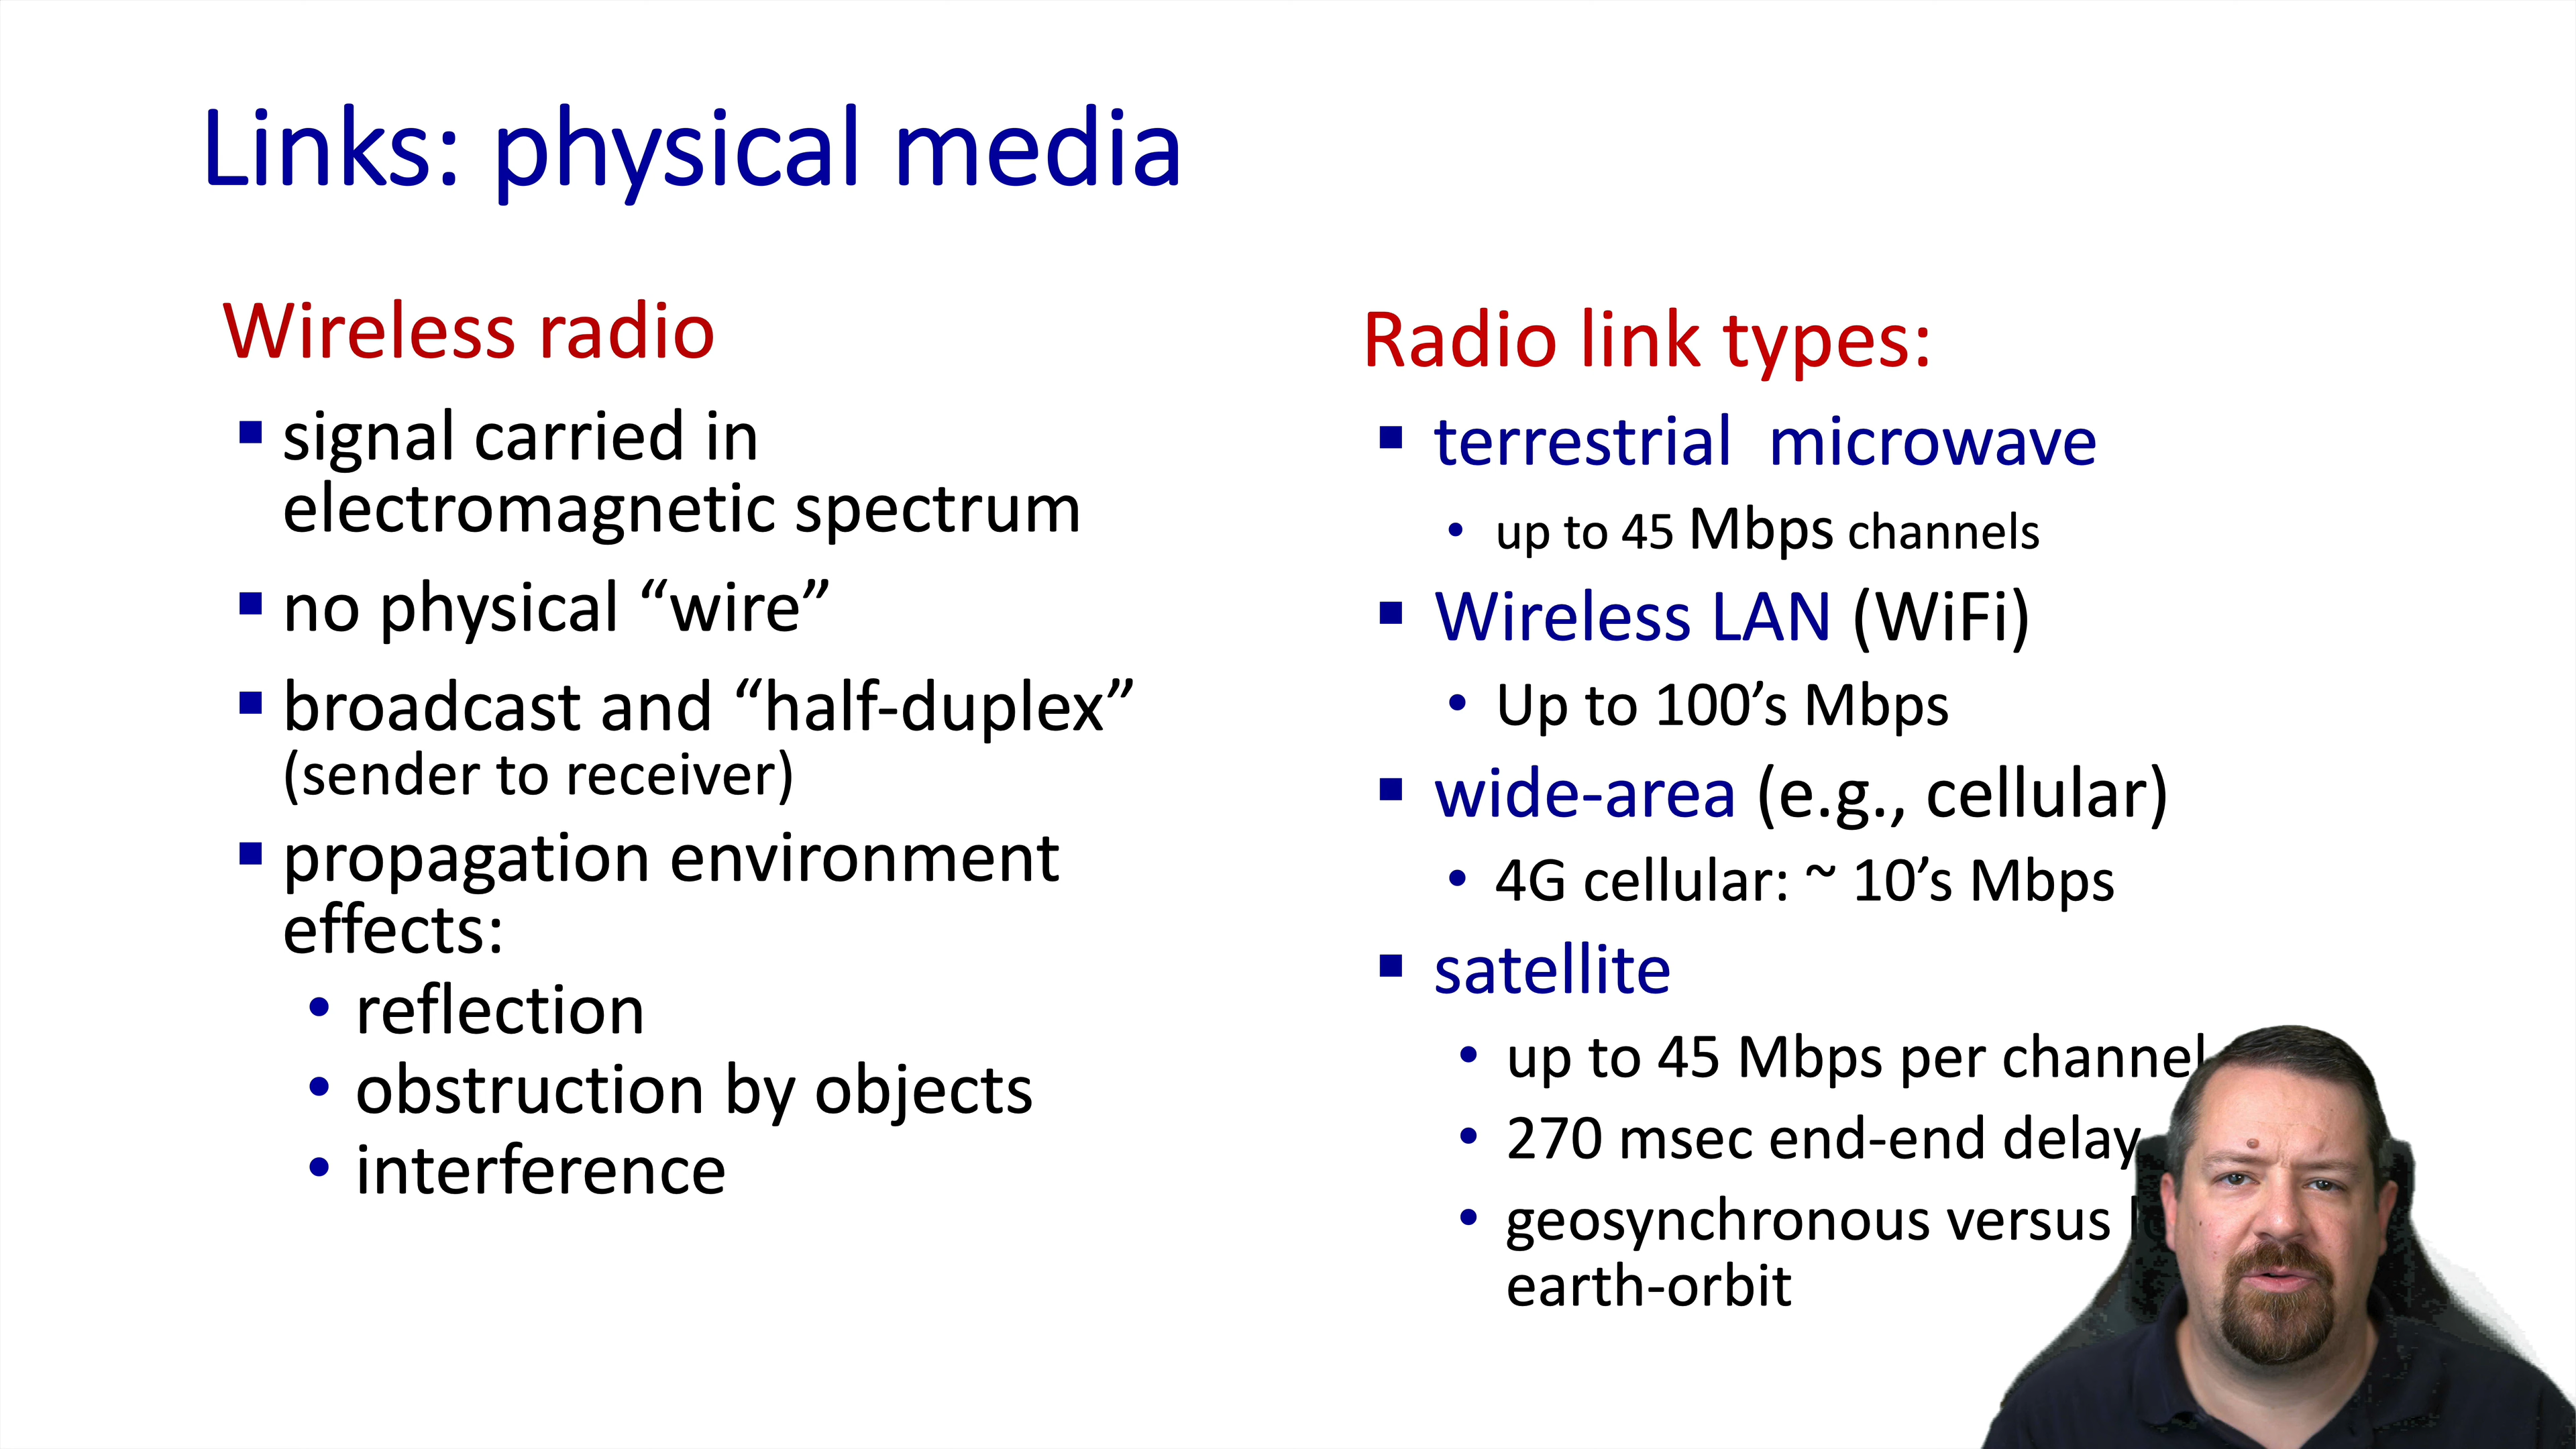 Links: physical media
Wireless radio
signal carried in
electromagnetic spectrum
no physical “wire”
broadcast and “half-duplex”
(sender to receiver)
propagation environment
effects:
reflection
obstruction by objects
interference
Radio link types:
terrestrial microwave
up to 45 Mbps channels
Wireless LAN (WiFi)
Up to 100’s Mbps
wide-area (e.g., cellular)
4G cellular: ~ 10’s Mbps
satellite
up to 45 Mbps per channel
270 msec end-end delay
geosynchronous versus
earth-orbit